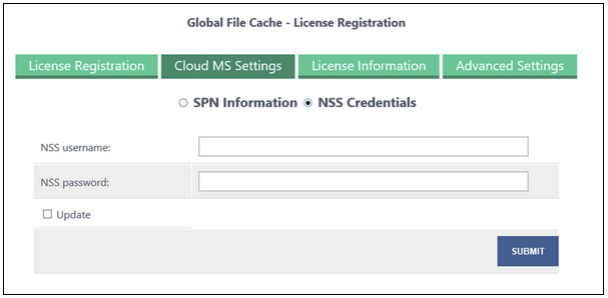 Global File Cache - License Registration
License Registration Cloud MS Settings License Information Advanced Settings
SPN Information NSS Credentials
NSS username:
NSS password:
Update
SUBMIT